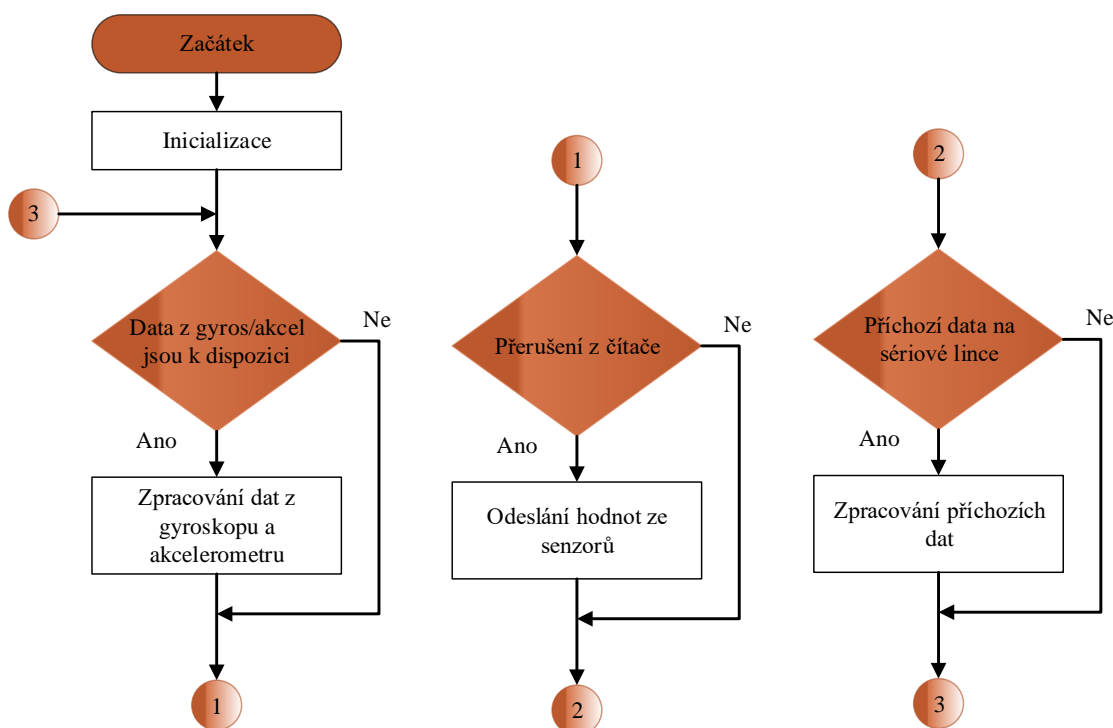 Začátek
Inicializace
3
Data z gyros/akcel
jsou k dispozici
Ne
Ano
Zpracování dat z
gyroskopu a
akcelerometru
1
1
Přerušení z čítače
Ne
Ano
Odeslání hodnot ze
senzorů
2
2
Příchozí data na
sériové lince
Ne
Ano
Zpracování příchozích
dat
3